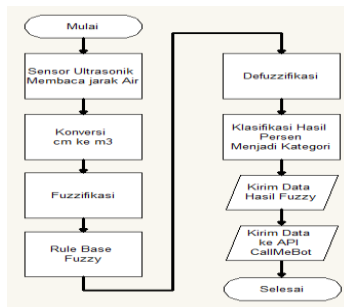 Mulai
Sensor Ultrasonik
Membaca jarak Air
Konversi
cm ke m3
Fuzzifikasi
Rule Base
Fuzzy
Defuzzifikasi
Klasifikasi Hasil
Persen
Menjadi Kategori
Kirim Data
Hasil Fuzzy
Kirim Data
ke API
CallMeBot
Selesai